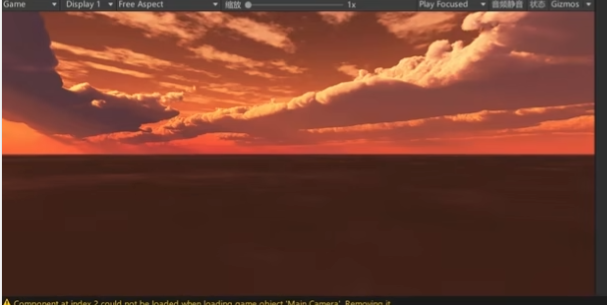 Game Display 1 Free Aspect 缩放 1x Play Focused 音频静音 状态 Gizmos
Component at index 2 could not be loaded when loading game object 'Main Camera'. Removing it.